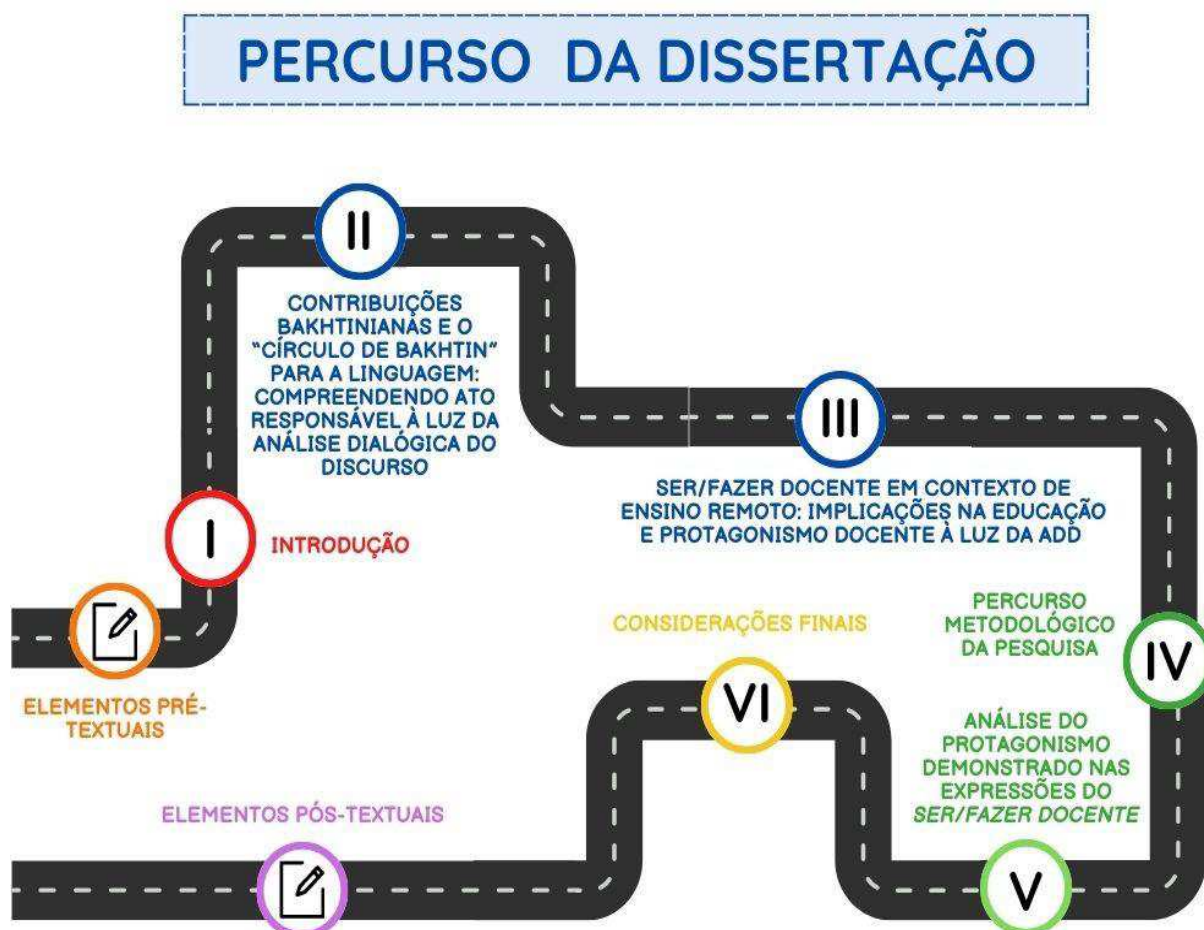 PERCURSO DA DISSERTAÇÃO
ELEMENTOS PRÉ-
TEXTUAIS
I
INTRODUÇÃO
II
CONTRIBUIÇÕES
BAKHTINIANAS E O
"CÍRCULO DE BAKHTIN"
PARA A LINGUAGEM:
COMPREENDENDO ATO
RESPONSÁVEL À LUZ DA
ANÁLISE DIALÓGICA DO
DISCURSO
III
SER/FAZER DOCENTE EM CONTEXTO DE
ENSINO REMOTO: IMPLICAÇÕES NA EDUCAÇÃO
E PROTAGONISMO DOCENTE À LUZ DA ADD
IV
PERCURSO
METODOLÓGICO
DA PESQUISA
V
ANÁLISE DO
PROTAGONISMO
DEMONSTRADO NAS
EXPRESSÕES DO
SER/FAZER DOCENTE
VI
CONSIDERAÇÕES FINAIS
ELEMENTOS PÓS-TEXTUAIS